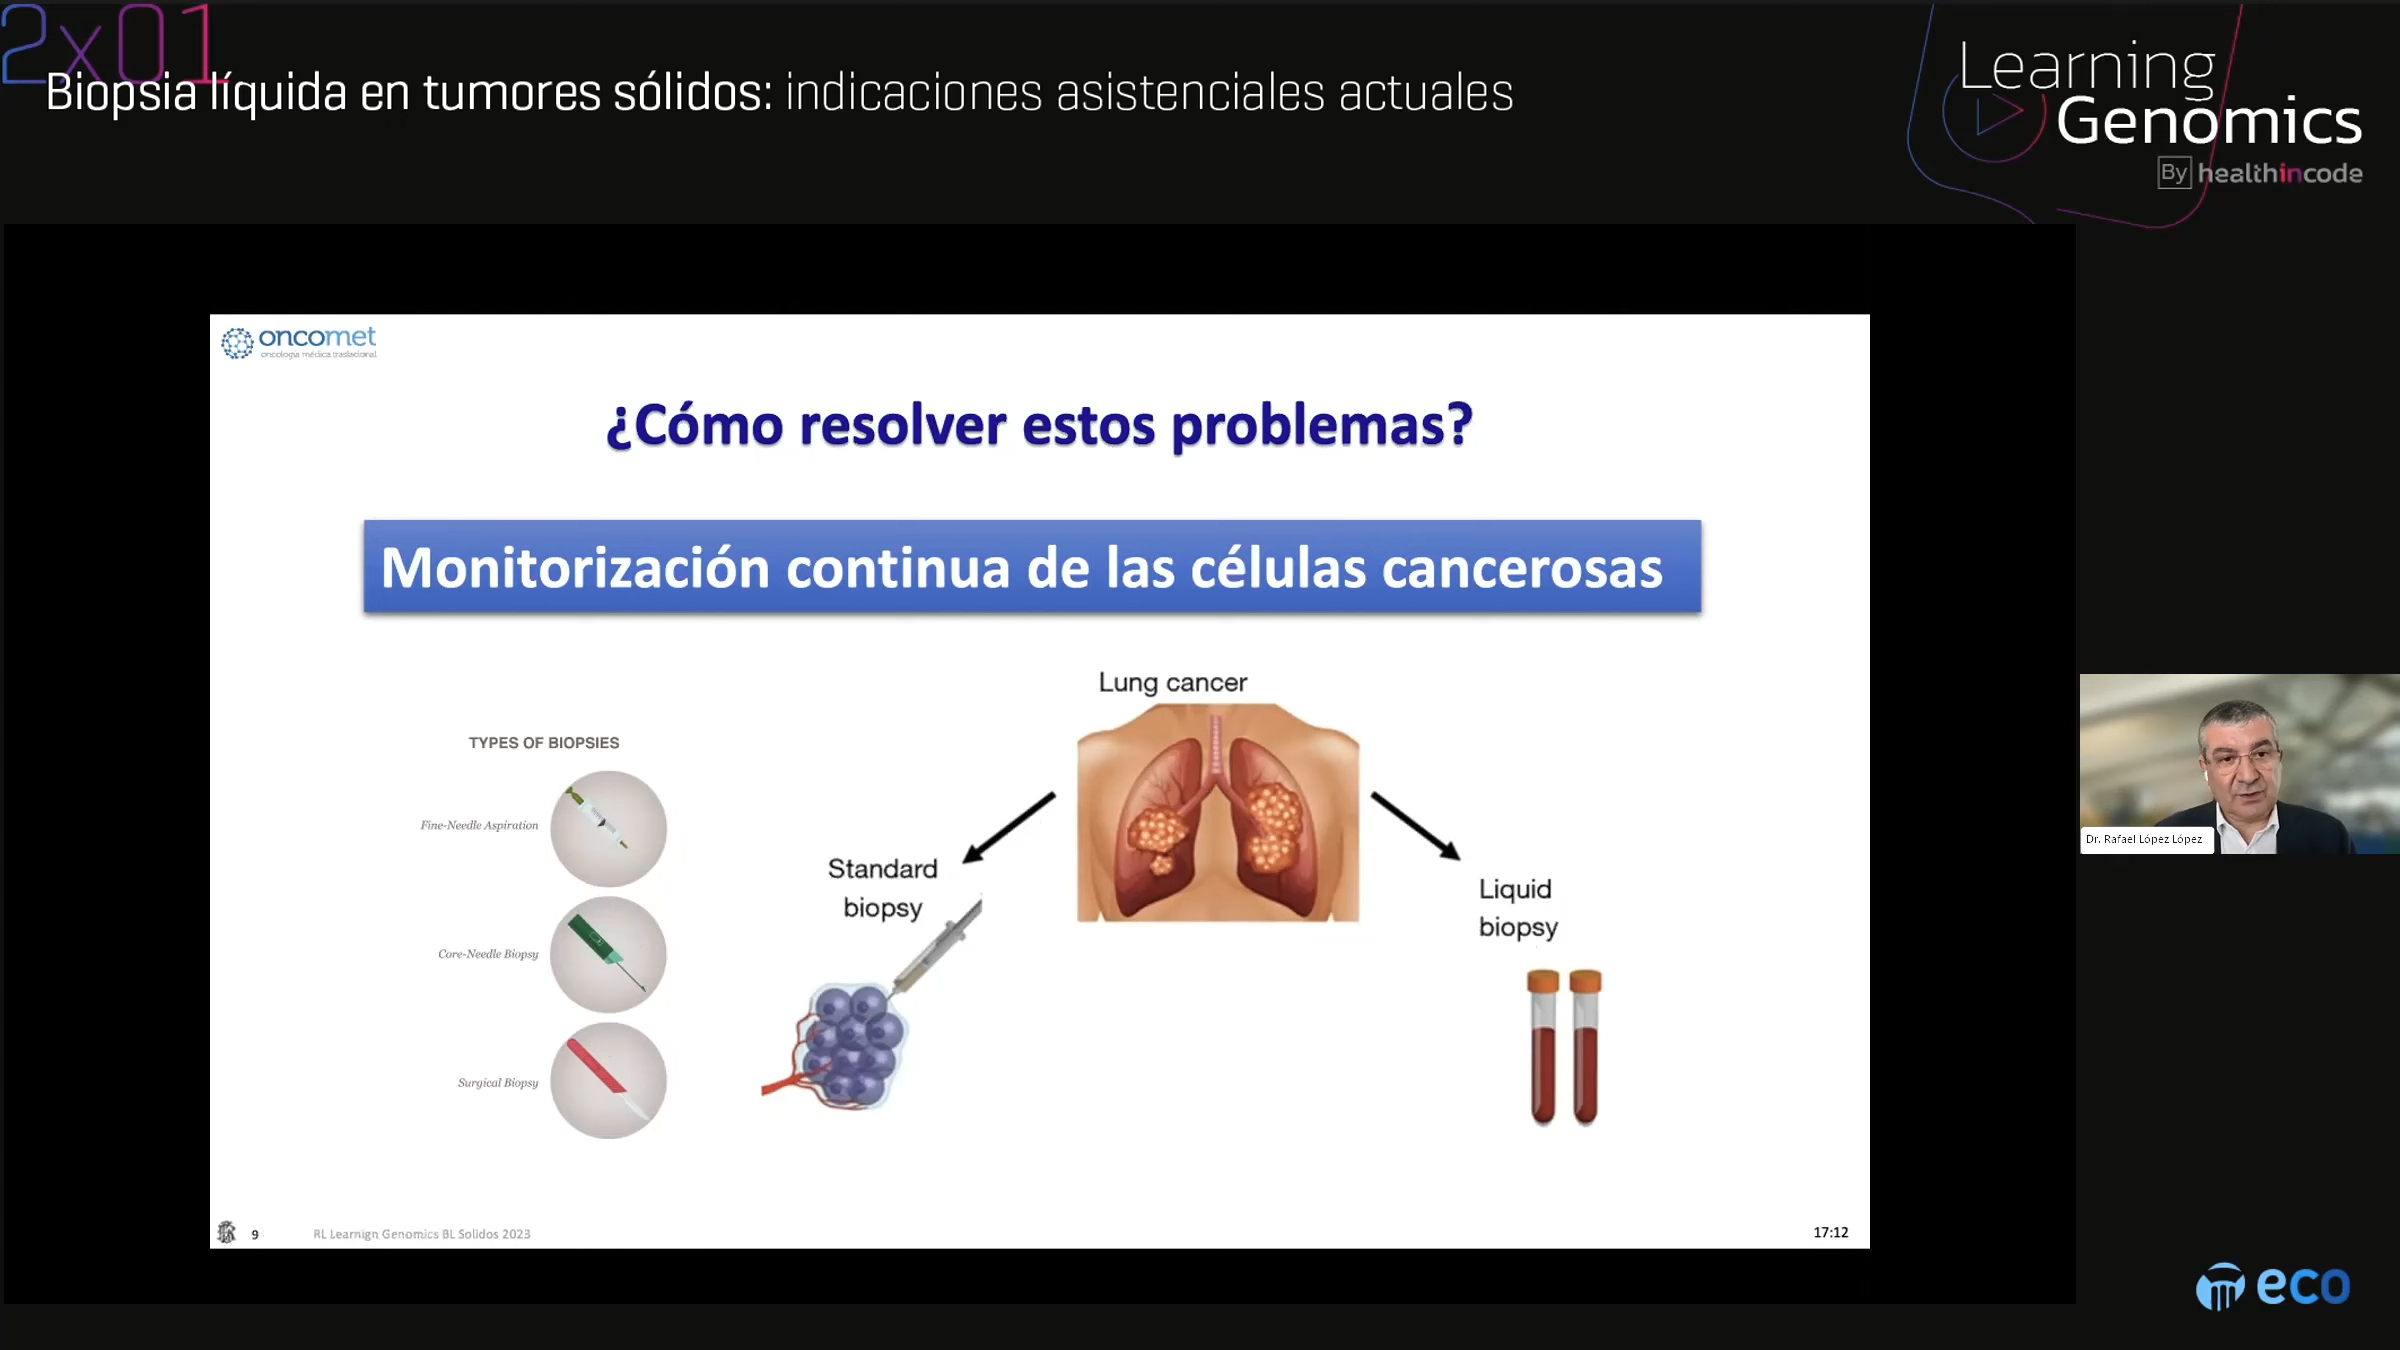 2x01
Biopsia líquida en tumores sólidos: indicaciones asistenciales actuales
Learning
Genomics
By healthincode
oncomet
oncología médica traslacional
¿Cómo resolver estos problemas?
Monitorización continua de las células cancerosas
Lung cancer
TYPES OF BIOPSIES
Fine-Needle Aspiration
Core-Needle Biopsy
Surgical Biopsy
Standard
biopsy
Liquid
biopsy
Dr. Rafael López López
9
RL Learnign Genomics BL Solidos 2023
17:12
eco